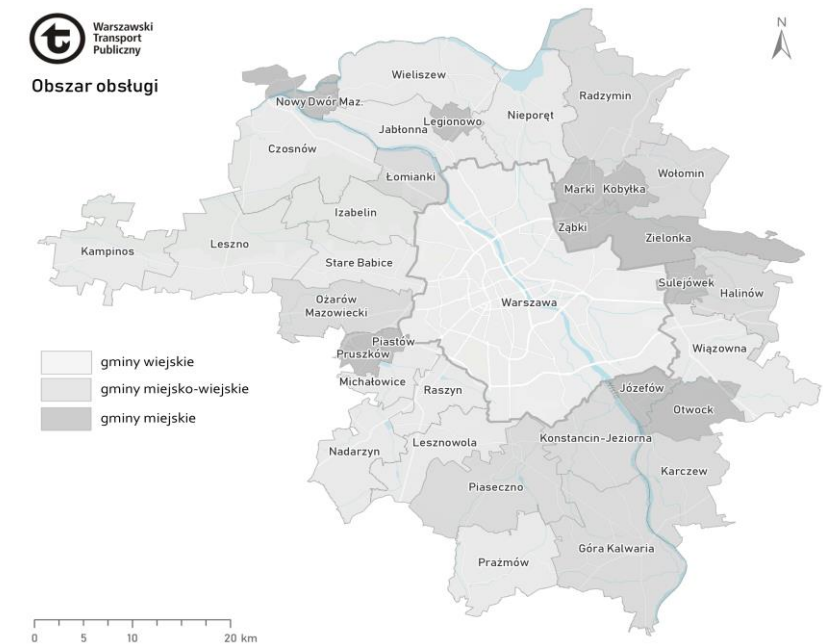 Warszawski
Transport
Publiczny
Obszar obsługi
N
Wieliszew
Radzymin
Nowy Dwór Maz.
Legionowo
Nieporęt
Jabłonna
Czosnów
Łomianki
Wołomin
Marki
Kobyłka
Izabelin
Ząbki
Zielonka
Kampinos
Leszno
Stare Babice
Sulejówek
Halinów
Ożarów
Mazowiecki
Warszawa
Piastów
Pruszków
Wiązowna
Michałowice
Raszyn
Józefów
Otwock
Nadarzyn
Lesznowola
Konstancin-Jeziorna
Karczew
Piaseczno
Prażmów
Góra Kalwaria
gminy wiejskie
gminy miejsko-wiejskie
gminy miejskie
0 5 10 20 km